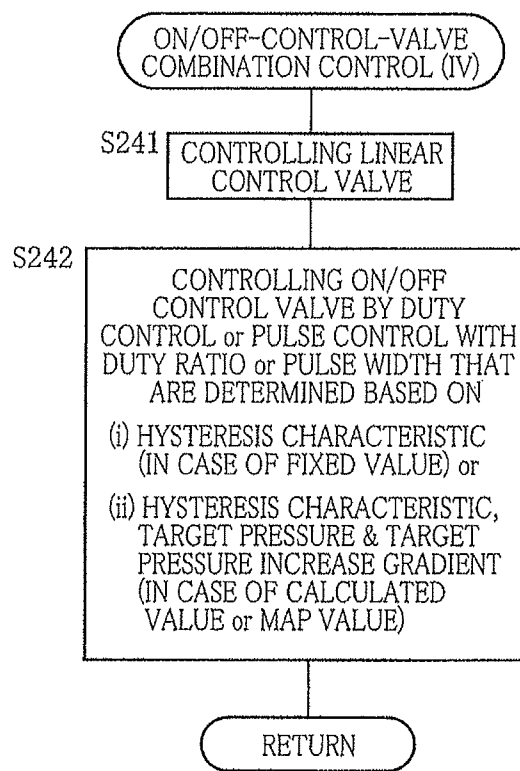 ON/OFF-CONTROL-VALVE
COMBINATION CONTROL (IV)
S241
CONTROLLING LINEAR
CONTROL VALVE
S242
CONTROLLING ON/OFF
CONTROL VALVE BY DUTY
CONTROL or PULSE CONTROL WITH
DUTY RATIO or PULSE WIDTH THAT
ARE DETERMINED BASED ON
(i) HYSTERESIS CHARACTERISTIC
(IN CASE OF FIXED VALUE) or
(ii) HYSTERESIS CHARACTERISTIC,
TARGET PRESSURE & TARGET
PRESSURE INCREASE GRADIENT
(IN CASE OF CALCULATED
VALUE or MAP VALUE)
RETURN